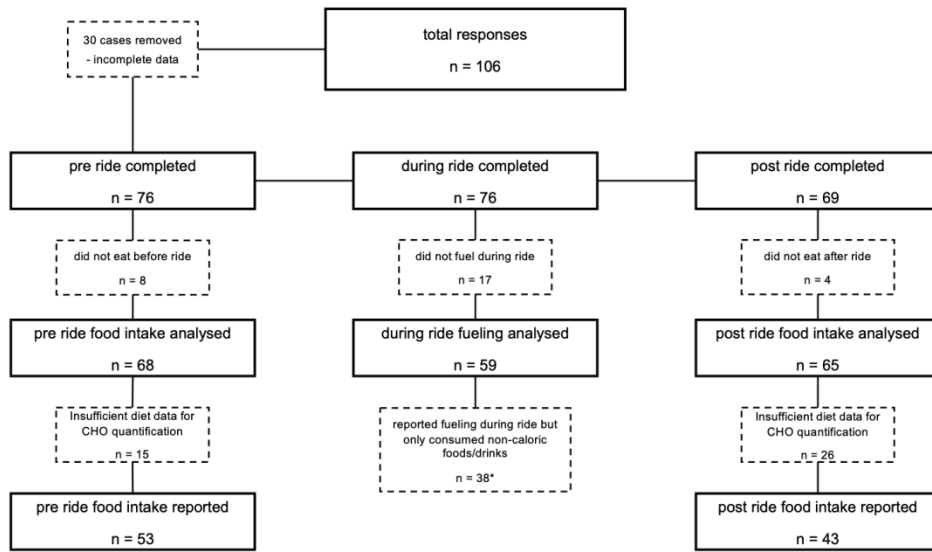 30 cases removed
- incomplete data
total responses
n = 106
pre ride completed
n = 76
during ride completed
n = 76
post ride completed
n = 69
did not eat before ride
n = 8
did not fuel during ride
n = 17
did not eat after ride
n = 4
pre ride food intake analysed
n = 68
during ride fueling analysed
n = 59
post ride food intake analysed
n = 65
Insufficient diet data for
CHO quantification
n = 15
reported fueling during ride but
only consumed non-caloric
foods/drinks
n = 38*
Insufficient diet data for
CHO quantification
n = 26
pre ride food intake reported
n = 53
post ride food intake reported
n = 43